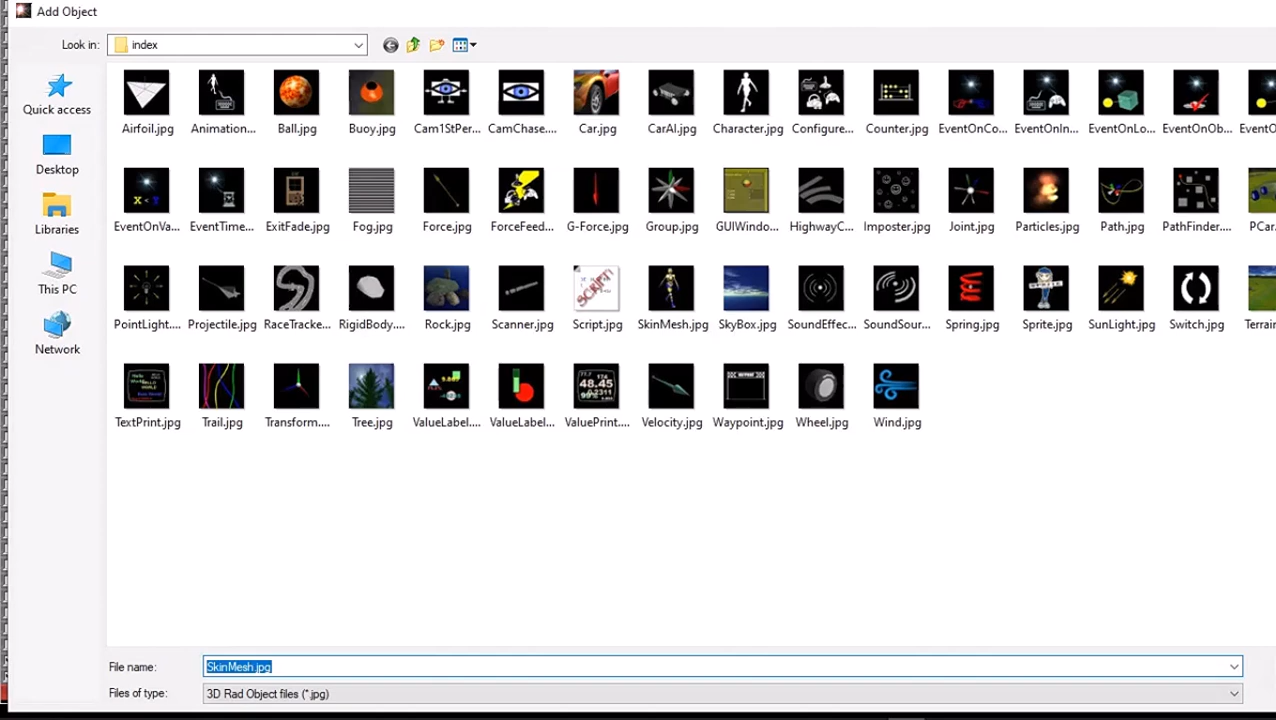 Add Object
Look in: index
Quick access
Desktop
Libraries
This PC
Network
Airfoil.jpg Animation... Ball.jpg Buoy.jpg Cam1stPer... CamChase... Car.jpg CarAI.jpg Character.jpg Configure... Counter.jpg EventOnCo... EventOnIn... EventOnLo... EventOnOb... EventO
EventOnVa... EventTime... ExitFade.jpg Fog.jpg Force.jpg ForceFeed... G-Force.jpg Group.jpg GUIWindo... HighwayC... Imposter.jpg Joint.jpg Particles.jpg Path.jpg PathFinder.... PCar.
PointLight.... Projectile.jpg RaceTracke... RigidBody.... Rock.jpg Scanner.jpg Script.jpg SkinMesh.jpg SkyBox.jpg SoundEffec... SoundSour... Spring.jpg Sprite.jpg SunLight.jpg Switch.jpg Terrain
TextPrint.jpg Trail.jpg Transform.... Tree.jpg ValueLabel.... ValueLabel... ValuePrint.... Velocity.jpg Waypoint.jpg Wheel.jpg Wind.jpg
File name: SkinMesh.jpg
Files of type: 3D Rad Object files (*.jpg)